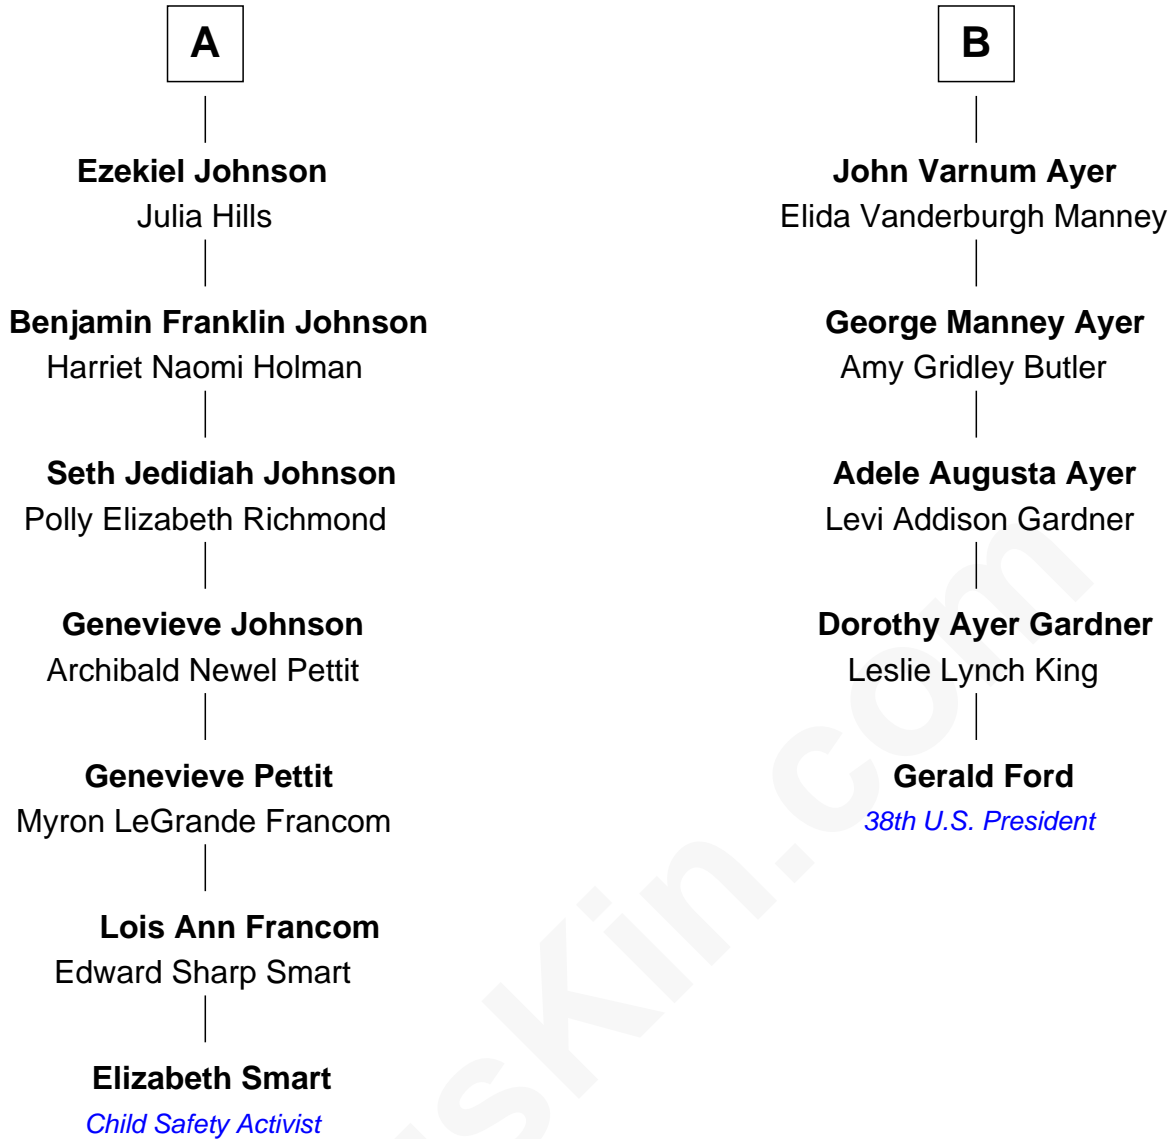 A
Ezekiel Johnson
Julia Hills
Benjamin Franklin Johnson
Harriet Naomi Holman
Seth Jedidiah Johnson
Polly Elizabeth Richmond
Genevieve Johnson
Archibald Newel Pettit
Genevieve Pettit
Myron LeGrande Francom
Lois Ann Francom
Edward Sharp Smart
Elizabeth Smart
Child Safety Activist
B
John Varnum Ayer
Elida Vanderburgh Manney
George Manney Ayer
Amy Gridley Butler
Adele Augusta Ayer
Levi Addison Gardner
Dorothy Ayer Gardner
Leslie Lynch King
Gerald Ford
38th U.S. President
sKin.com